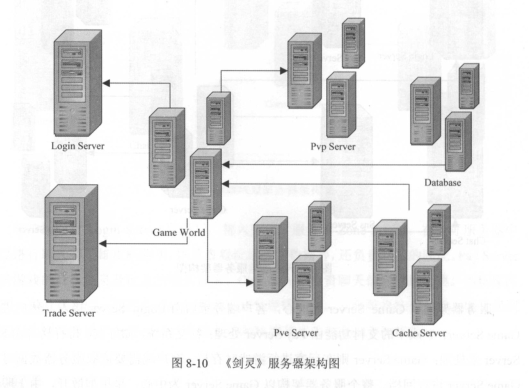 Login Server
Pvp Server
Database
Game World
Trade Server
Pve Server
Cache Server
图 8-10 《剑灵》服务器架构图